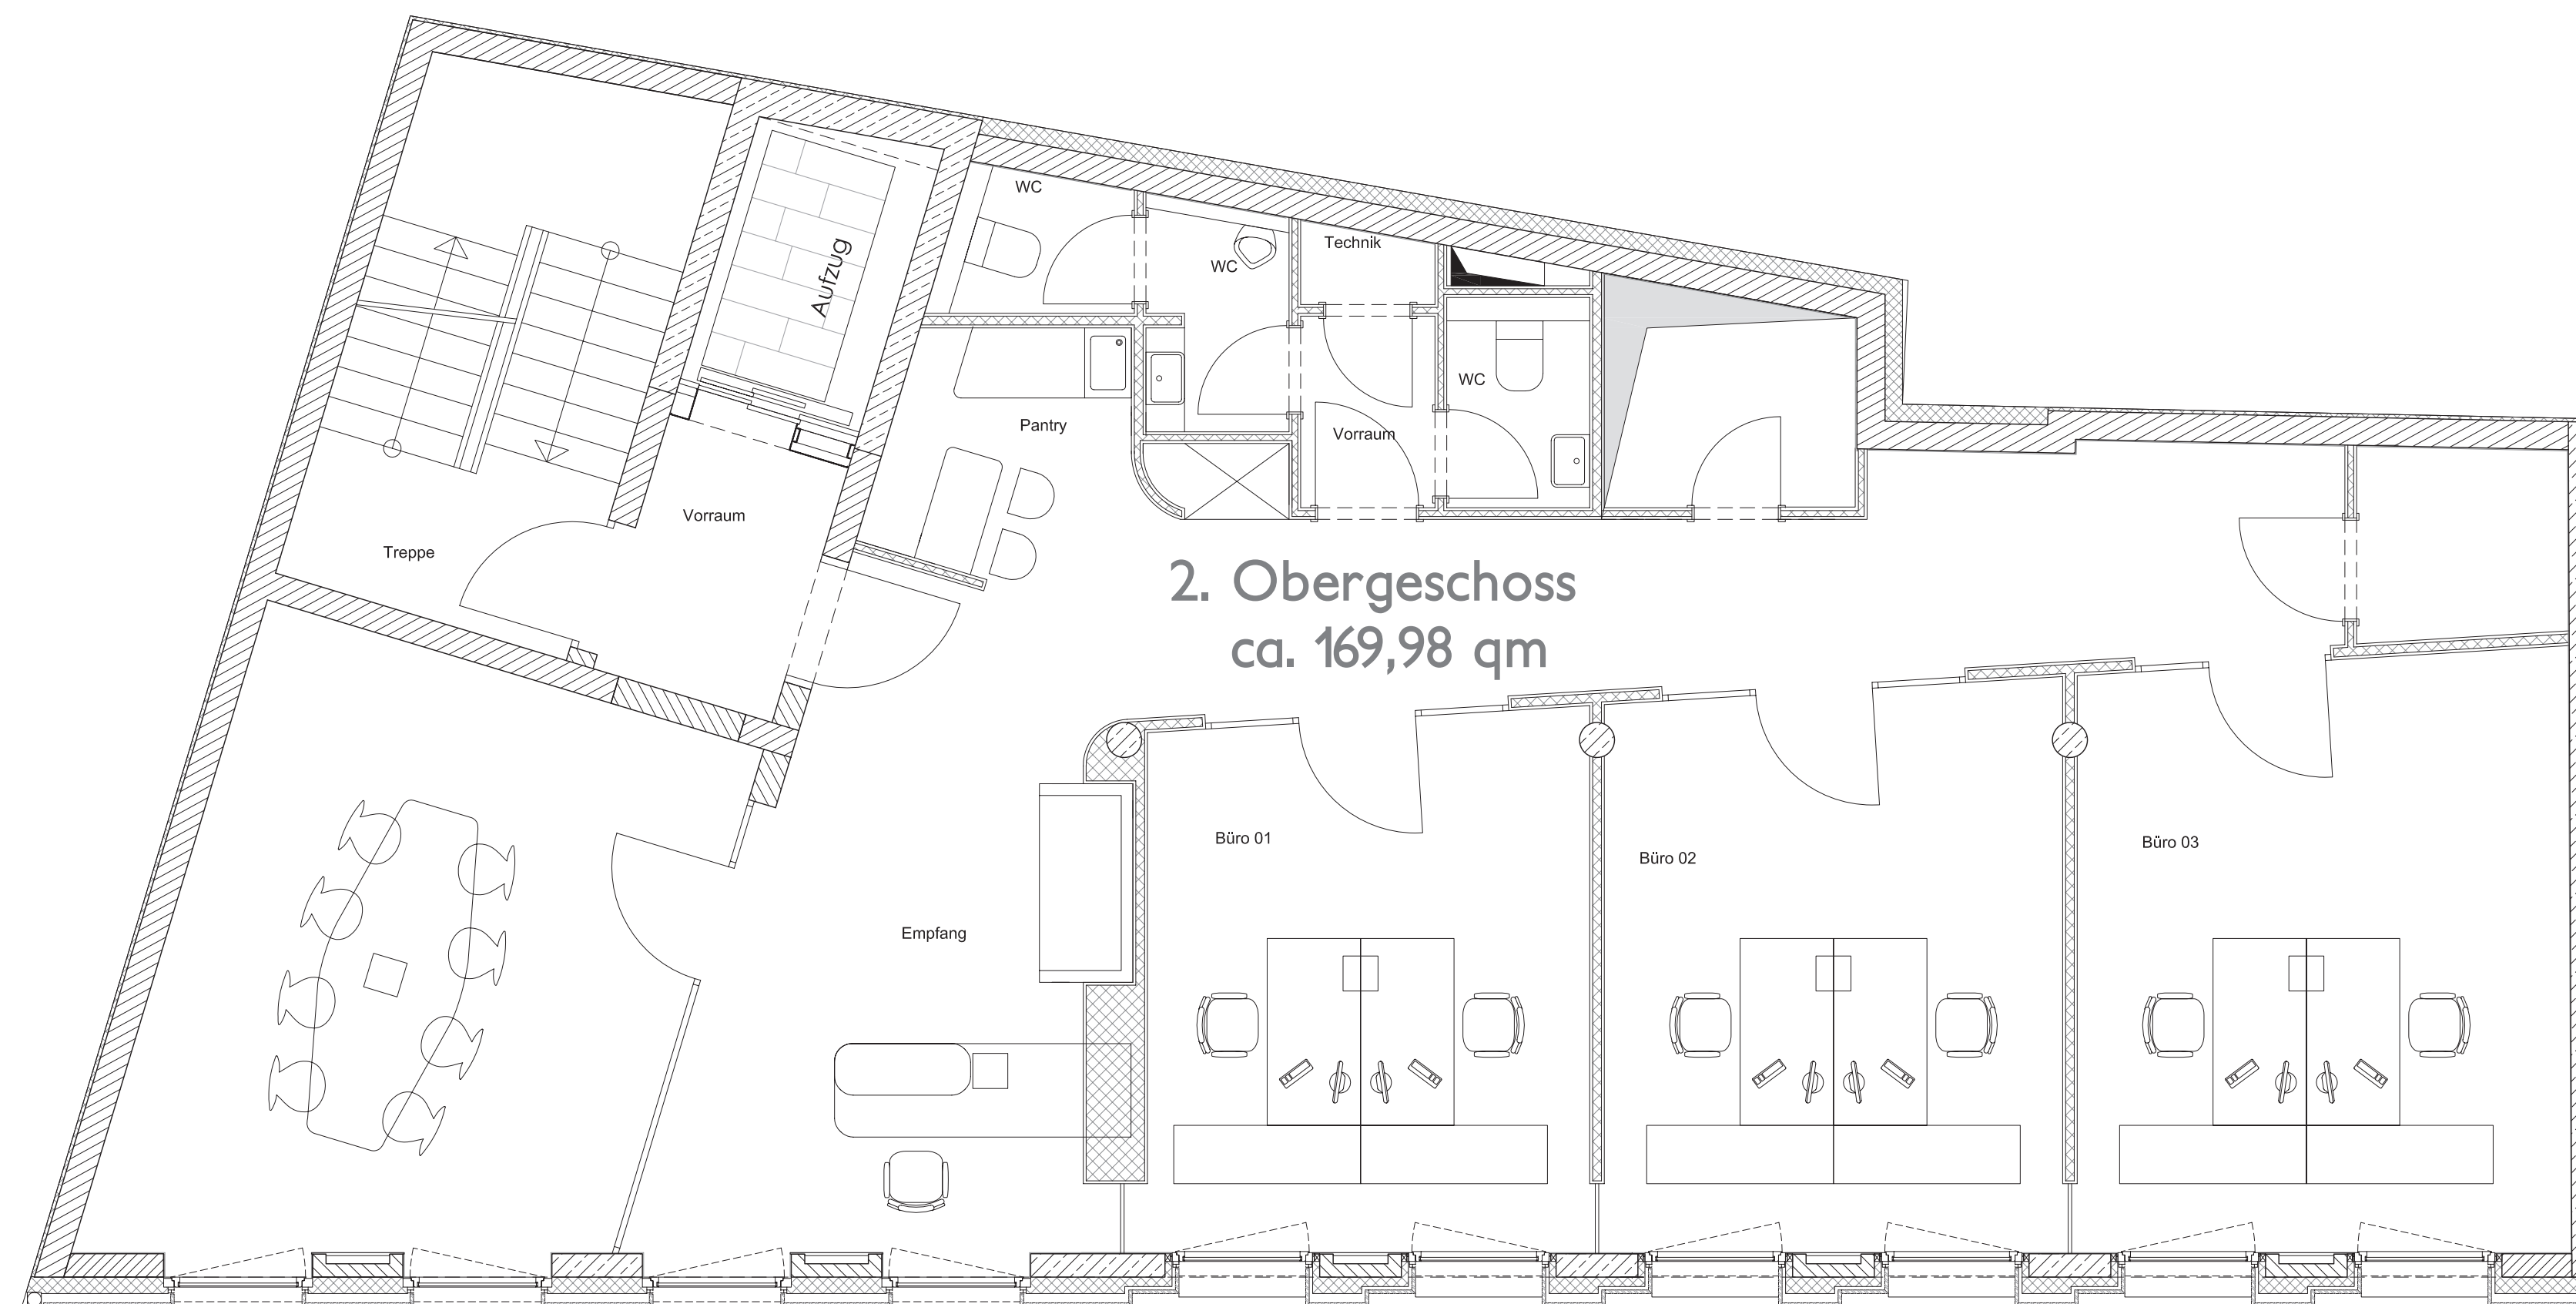 WC
WC
Technik
Aufzug
WC
Pantry
Vorraum
Vorraum
Treppe
2. Obergeschoss
ca. 169,98 qm
Büro 01
Büro 02
Büro 03
Empfang